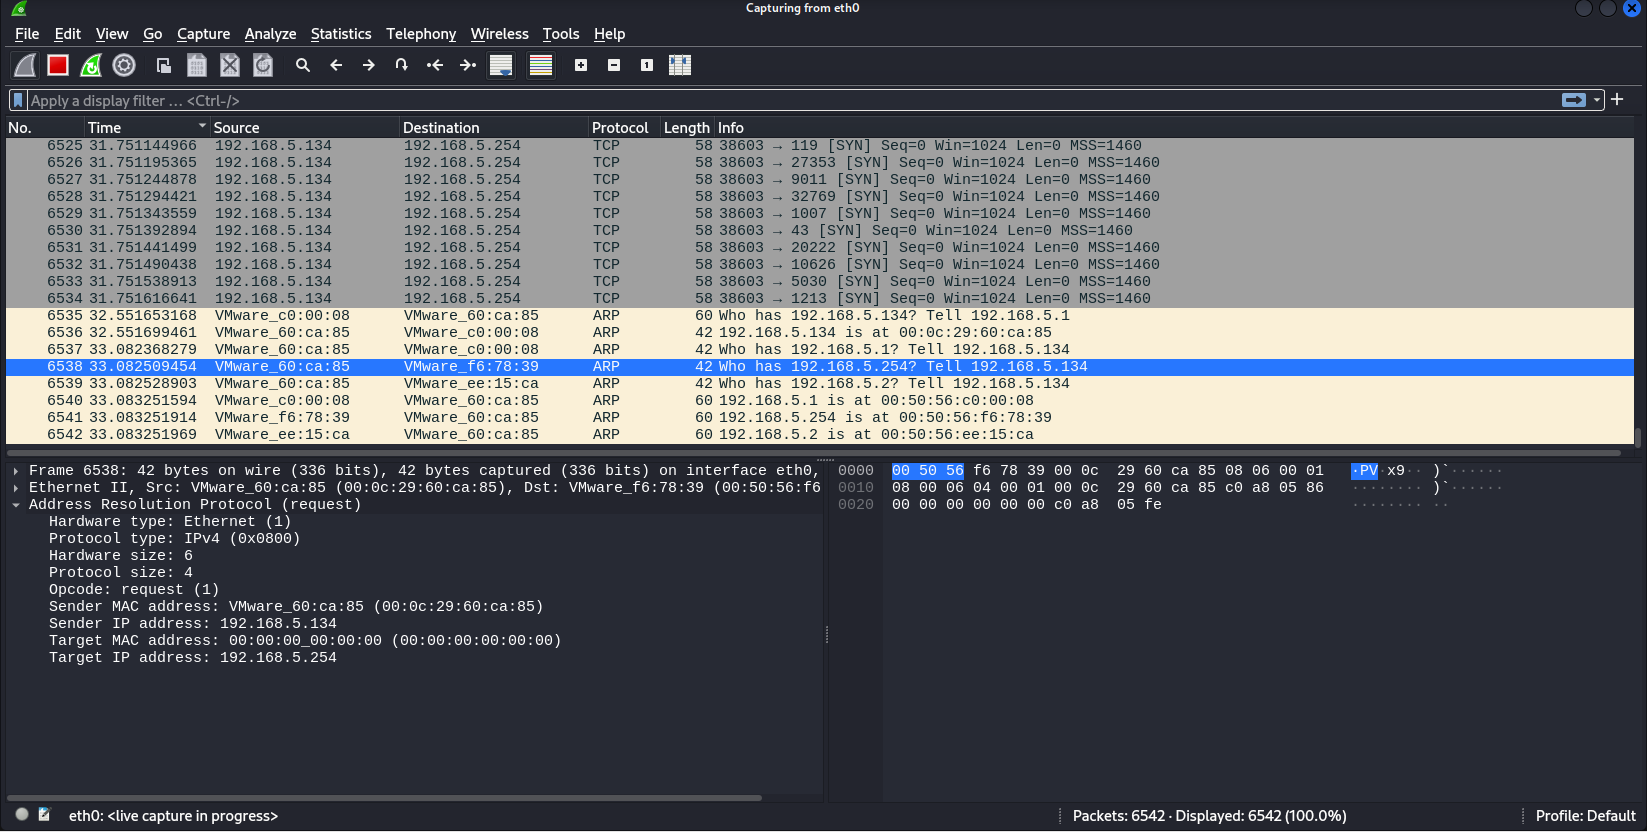 Capturing from eth0
File Edit View Go Capture Analyze Statistics Telephony Wireless Tools Help
Apply a display filter … <Ctrl-/>
No. Time Source Destination Protocol Length Info
6525 31.751144966 192.168.5.134 192.168.5.254 TCP 58 38603 → 119 [SYN] Seq=0 Win=1024 Len=0 MSS=1460
6526 31.751195365 192.168.5.134 192.168.5.254 TCP 58 38603 → 27353 [SYN] Seq=0 Win=1024 Len=0 MSS=1460
6527 31.751244878 192.168.5.134 192.168.5.254 TCP 58 38603 → 9011 [SYN] Seq=0 Win=1024 Len=0 MSS=1460
6528 31.751294421 192.168.5.134 192.168.5.254 TCP 58 38603 → 32769 [SYN] Seq=0 Win=1024 Len=0 MSS=1460
6529 31.751343559 192.168.5.134 192.168.5.254 TCP 58 38603 → 1007 [SYN] Seq=0 Win=1024 Len=0 MSS=1460
6530 31.751392894 192.168.5.134 192.168.5.254 TCP 58 38603 → 43 [SYN] Seq=0 Win=1024 Len=0 MSS=1460
6531 31.751441499 192.168.5.134 192.168.5.254 TCP 58 38603 → 20222 [SYN] Seq=0 Win=1024 Len=0 MSS=1460
6532 31.751490438 192.168.5.134 192.168.5.254 TCP 58 38603 → 10626 [SYN] Seq=0 Win=1024 Len=0 MSS=1460
6533 31.751538913 192.168.5.134 192.168.5.254 TCP 58 38603 → 5030 [SYN] Seq=0 Win=1024 Len=0 MSS=1460
6534 31.751616641 192.168.5.134 192.168.5.254 TCP 58 38603 → 1213 [SYN] Seq=0 Win=1024 Len=0 MSS=1460
6535 32.551653168 VMware_c0:00:08 VMware_60:ca:85 ARP 60 Who has 192.168.5.134? Tell 192.168.5.1
6536 32.551699461 VMware_60:ca:85 VMware_c0:00:08 ARP 42 192.168.5.134 is at 00:0c:29:60:ca:85
6537 33.082368279 VMware_60:ca:85 VMware_c0:00:08 ARP 42 Who has 192.168.5.1? Tell 192.168.5.134
6538 33.082509454 VMware_60:ca:85 VMware_f6:78:39 ARP 42 Who has 192.168.5.254? Tell 192.168.5.134
6539 33.082528903 VMware_60:ca:85 VMware_ee:15:ca ARP 42 Who has 192.168.5.2? Tell 192.168.5.134
6540 33.083251594 VMware_c0:00:08 VMware_60:ca:85 ARP 60 192.168.5.1 is at 00:50:56:c0:00:08
6541 33.083251914 VMware_f6:78:39 VMware_60:ca:85 ARP 60 192.168.5.254 is at 00:50:56:f6:78:39
6542 33.083251969 VMware_ee:15:ca VMware_60:ca:85 ARP 60 192.168.5.2 is at 00:50:56:ee:15:ca
Frame 6538: 42 bytes on wire (336 bits), 42 bytes captured (336 bits) on interface eth0,
Ethernet II, Src: VMware_60:ca:85 (00:0c:29:60:ca:85), Dst: VMware_f6:78:39 (00:50:56:f6
Address Resolution Protocol (request)
Hardware type: Ethernet (1)
Protocol type: IPv4 (0x0800)
Hardware size: 6
Protocol size: 4
Opcode: request (1)
Sender MAC address: VMware_60:ca:85 (00:0c:29:60:ca:85)
Sender IP address: 192.168.5.134
Target MAC address: 00:00:00_00:00:00 (00:00:00:00:00:00)
Target IP address: 192.168.5.254
0000 00 50 56 f6 78 39 00 0c 29 60 ca 85 08 06 00 01 ·PV·x9·· )`······
0010 08 00 06 04 00 01 00 0c 29 60 ca 85 c0 a8 05 86 ········ )`······
0020 00 00 00 00 00 00 c0 a8 05 fe ········ ··
eth0: <live capture in progress>
Packets: 6542 · Displayed: 6542 (100.0%)
Profile: Default